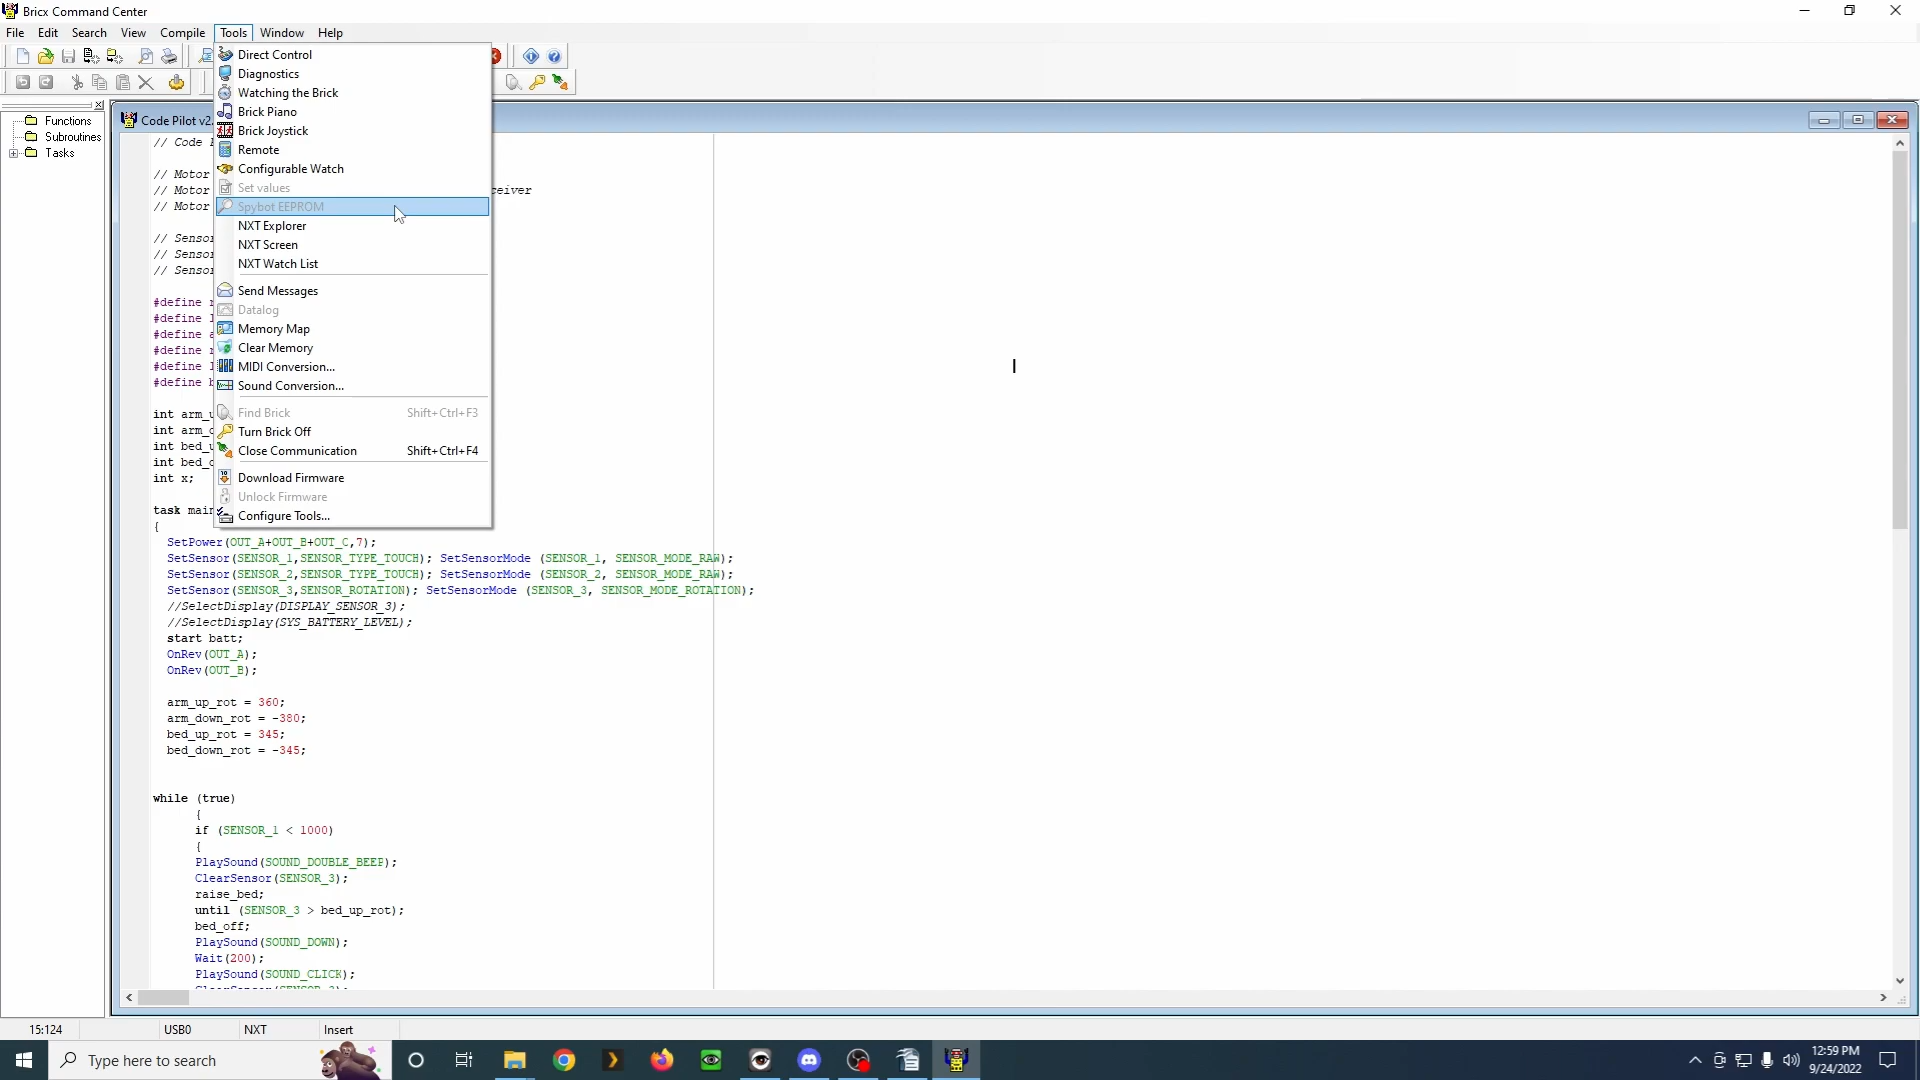 Bricx Command Center
File Edit Search View Compile Tools Window Help
Direct Control
Diagnostics
Watching the Brick
Brick Piano
Brick Joystick
Remote
Configurable Watch
Set values
Spybot EEPROM
NXT Explorer
NXT Screen
NXT Watch List
Send Messages
Datalog
Memory Map
Clear Memory
MIDI Conversion...
Sound Conversion...
Find Brick Shift+Ctrl+F3
Turn Brick Off
Close Communication Shift+Ctrl+F4
Download Firmware
Unlock Firmware
Configure Tools...
Functions
Subroutines
Tasks
Code Pilot v2.
// Code
// Motor
// Motor ceiver
// Motor
// Senso
// Senso
// Senso
#define
#define
#define
#define
#define
#define
int arm_u
int arm_
int bed_u
int bed_
int x;
task main
{
SetPower(OUT_A+OUT_B+OUT_C,7);
SetSensor(SENSOR_1,SENSOR_TYPE_TOUCH); SetSensorMode (SENSOR_1, SENSOR_MODE_RAW);
SetSensor(SENSOR_2,SENSOR_TYPE_TOUCH); SetSensorMode (SENSOR_2, SENSOR_MODE_RAW);
SetSensor(SENSOR_3,SENSOR_ROTATION); SetSensorMode (SENSOR_3, SENSOR_MODE_ROTATION);
//SelectDisplay(DISPLAY_SENSOR_3);
//SelectDisplay(SYS_BATTERY_LEVEL);
start batt;
OnRev(OUT_A);
OnRev(OUT_B);
arm_up_rot = 360;
arm_down_rot = -380;
bed_up_rot = 345;
bed_down_rot = -345;
while (true)
{
if (SENSOR_1 < 1000)
{
PlaySound(SOUND_DOUBLE_BEEP);
ClearSensor(SENSOR_3);
raise_bed;
until (SENSOR_3 > bed_up_rot);
bed_off;
PlaySound(SOUND_DOWN);
Wait(200);
PlaySound(SOUND_CLICK);
15:124 USB0 NXT Insert
Type here to search
12:59 PM
9/24/2022